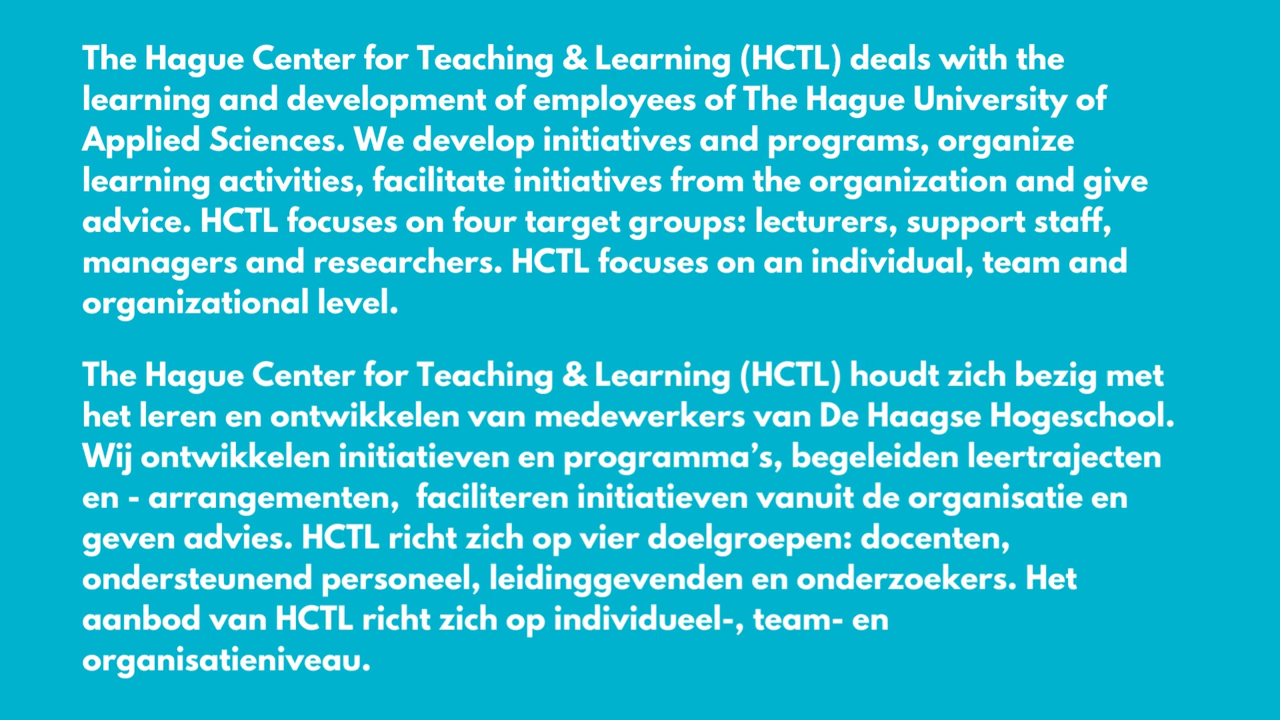 The Hague Center for Teaching & Learning (HCTL) deals with the
learning and development of employees of The Hague University of
Applied Sciences. We develop initiatives and programs, organize
learning activities, facilitate initiatives from the organization and give
advice. HCTL focuses on four target groups: lecturers, support staff,
managers and researchers. HCTL focuses on an individual, team and
organizational level.
The Hague Center for Teaching & Learning (HCTL) houdt zich bezig met
het leren en ontwikkelen van medewerkers van De Haagse Hogeschool.
Wij ontwikkelen initiatieven en programma’s, begeleiden leertrajecten
en - arrangementen,  faciliteren initiatieven vanuit de organisatie en
geven advies. HCTL richt zich op vier doelgroepen: docenten,
ondersteunend personeel, leidinggevenden en onderzoekers. Het
aanbod van HCTL richt zich op individueel-, team- en
organisatieniveau.